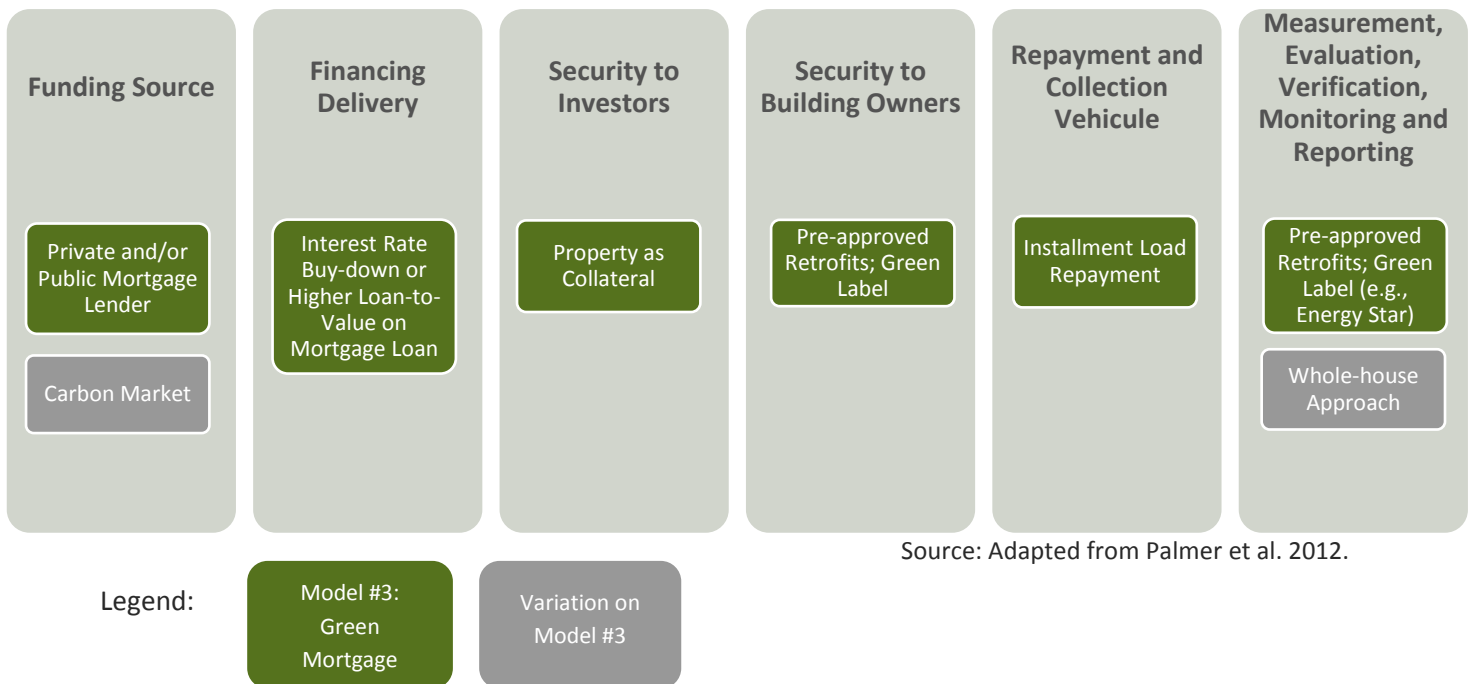 Funding Source
Financing
Delivery
Security to
Investors
Security to
Building Owners
Repayment and
Collection
Vehicule
Measurement,
Evaluation,
Verification,
Monitoring and
Reporting
Private and/or
Public Mortgage
Lender
Carbon Market
Interest Rate
Buy-down or
Higher Loan-to-
Value on
Mortgage Loan
Property as
Collateral
Pre-approved
Retrofits; Green
Label
Installment Load
Repayment
Pre-approved
Retrofits; Green
Label (e.g.,
Energy Star)
Whole-house
Approach
Source: Adapted from Palmer et al. 2012.
Legend:
Model #3:
Green
Mortgage
Variation on
Model #3